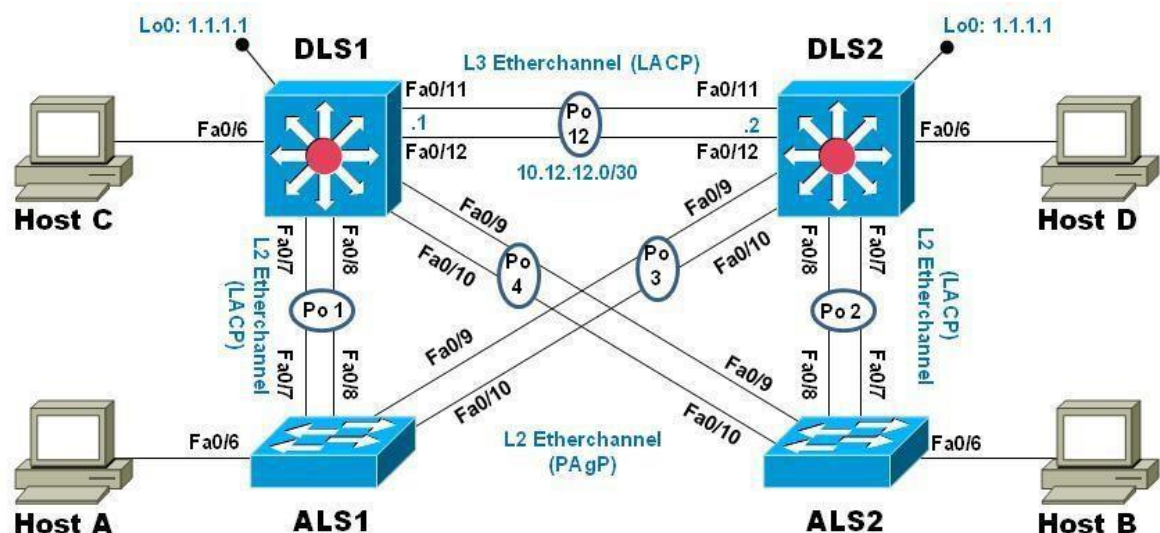 Lo0: 1.1.1.1
Lo0: 1.1.1.1
DLS1
DLS2
L3 Etherchannel (LACP)
Fa0/11
Fa0/11
Po
12
Fa0/6
.1
.2
Fa0/6
Fa0/12
Fa0/12
10.12.12.0/30
Host C
Host D
Fa0/9
Fa0/9
Fa0/10
Fa0/10
Fa0/7
Fa0/8
Fa0/8
Fa0/7
Po
4
Po
3
L2 Etherchannel
(LACP)
Po 1
Po 2
L2 Etherchannel
(LACP)
Fa0/7
Fa0/8
Fa0/9
Fa0/10
Fa0/9
Fa0/10
Fa0/8
Fa0/7
Fa0/6
L2 Etherchannel
(PAgP)
Fa0/6
Host A
ALS1
ALS2
Host B